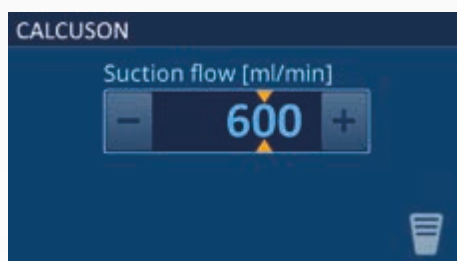 CALCUSON
Suction flow [ml/min]
− 600 +